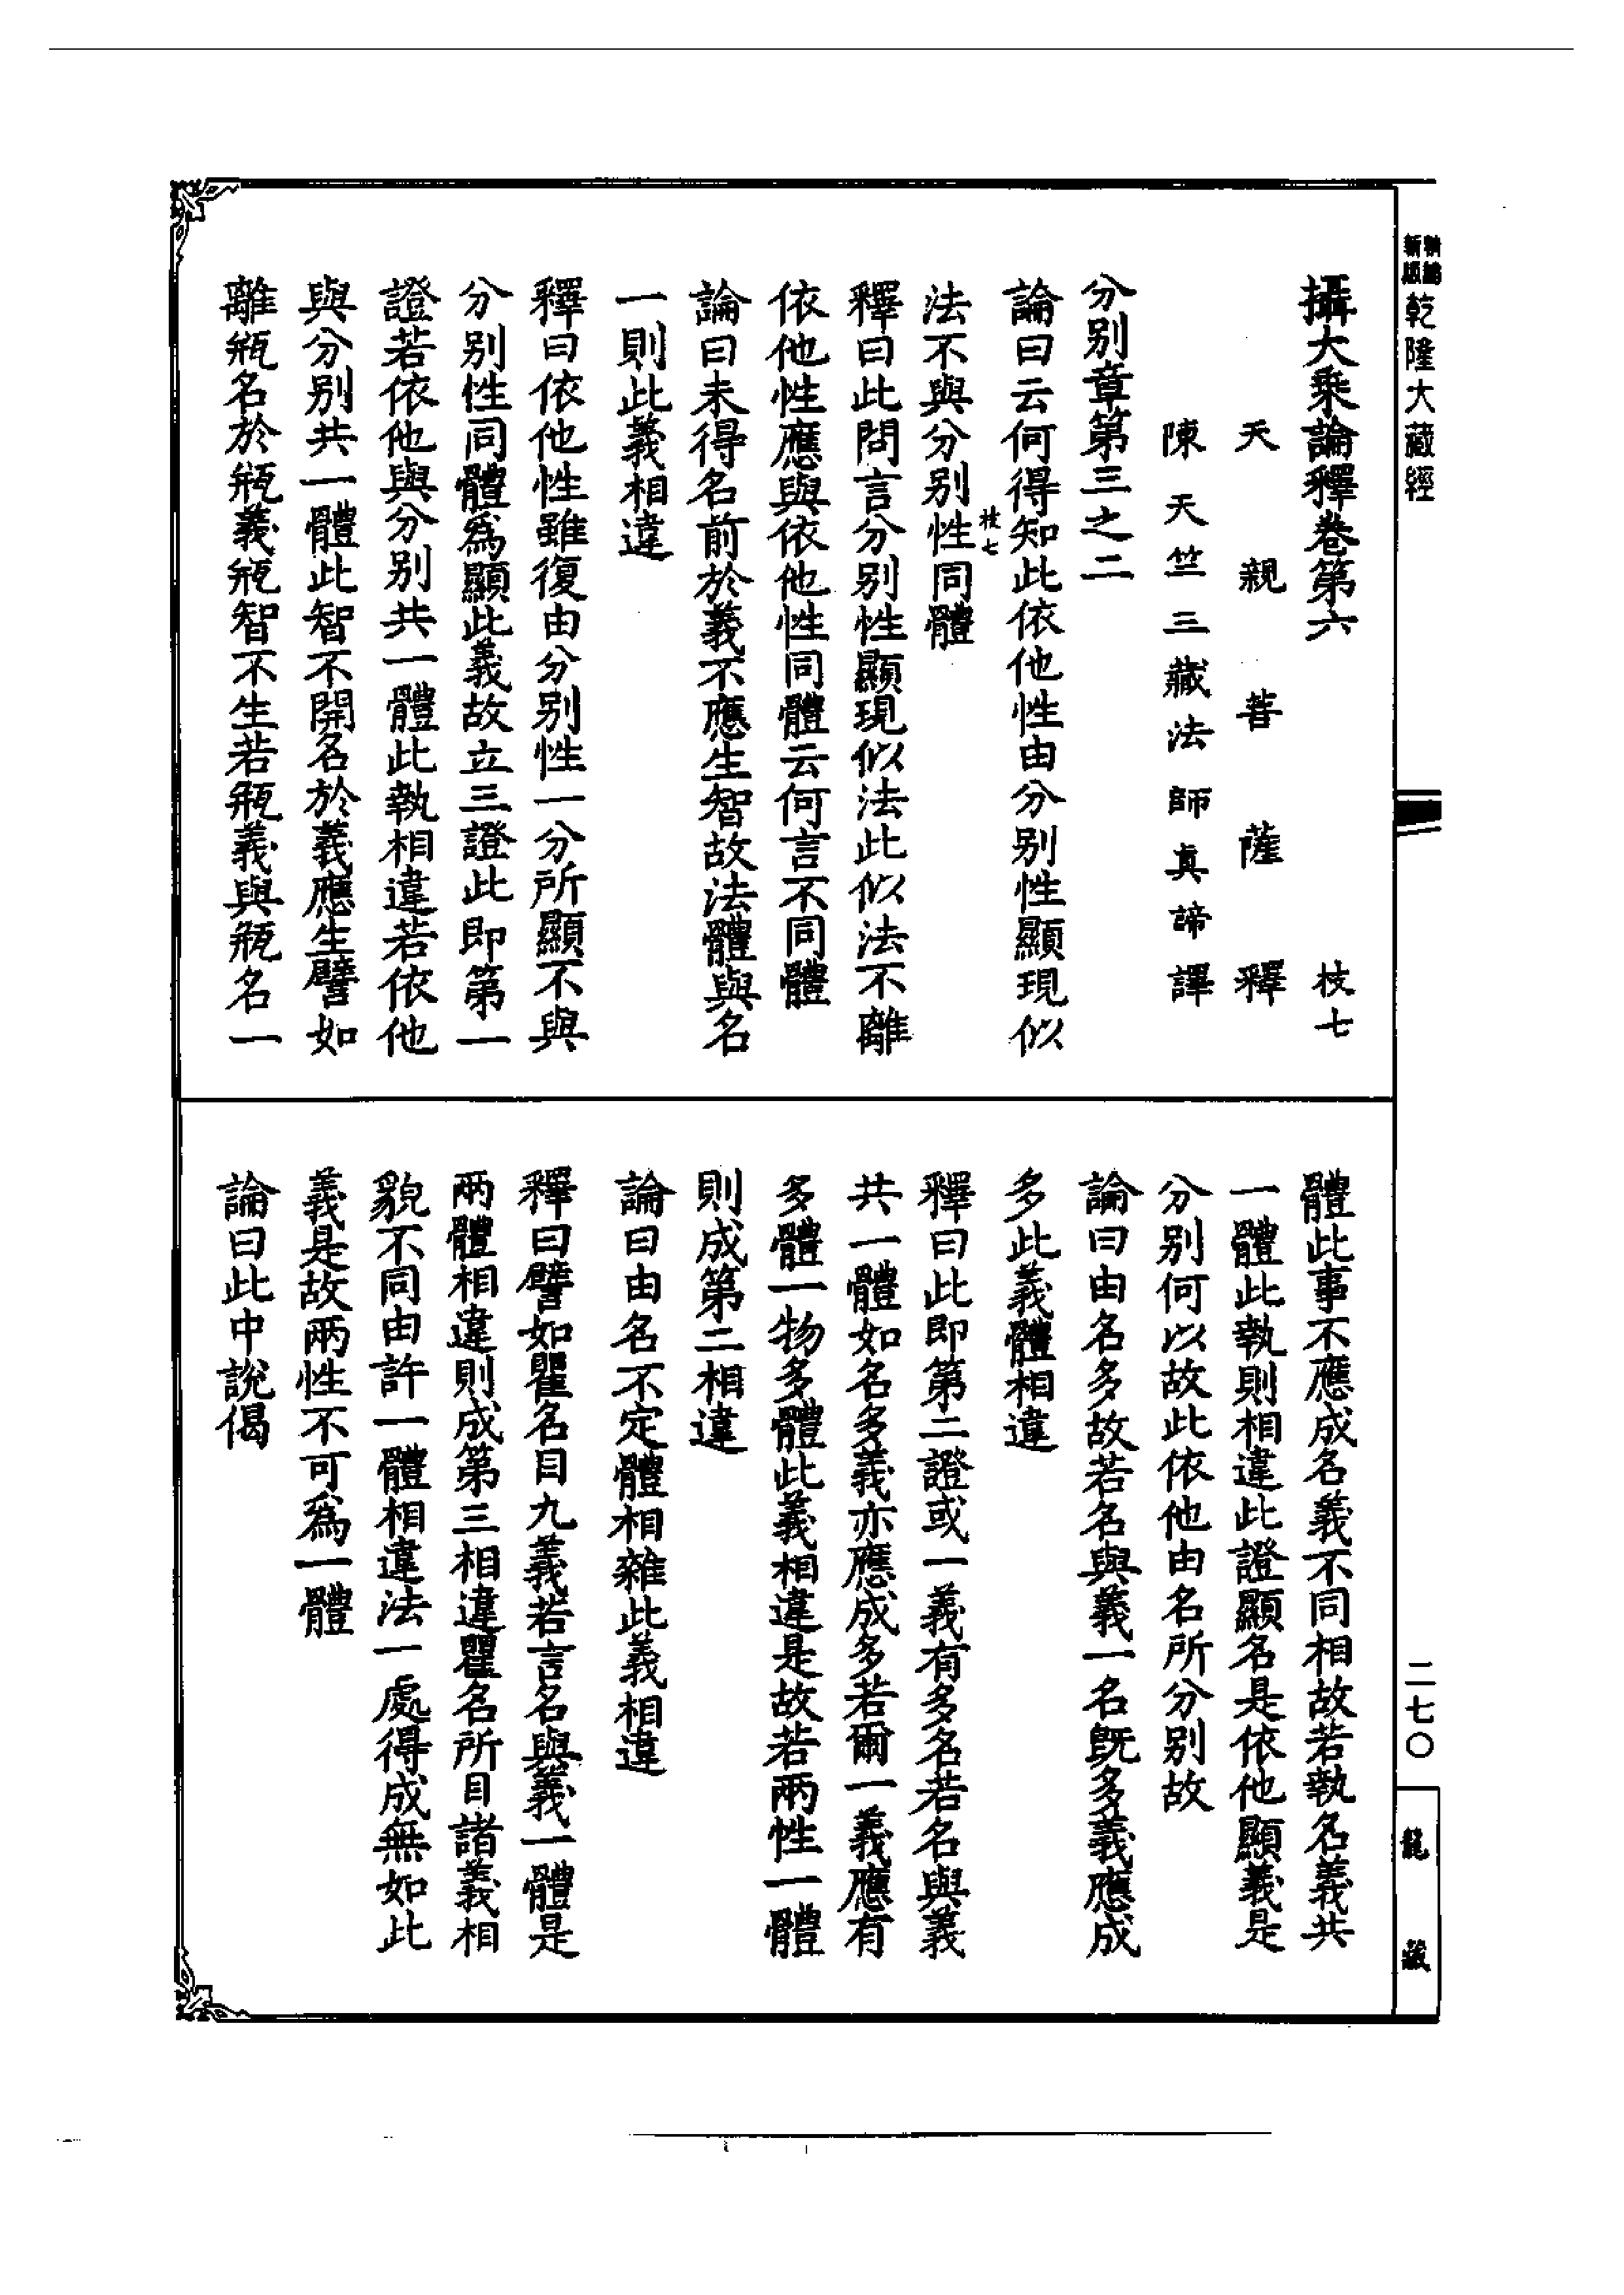 新編
新版
乾隆大藏經
攝大乘論釋卷第六 枝七
天親菩薩釋
陳天竺三藏法師真諦譯
分别章第三之二
論曰云何得知此依他性由分别性顯現似
枝七
法不與分别性同體
釋曰此問言分别性顯現似法此似法不離
依他性應與依他性同體云何言不同體
論曰未得名前於義不應生智故法體與名
一則此義相違
釋曰依他性雖復由分别性一分所顯不與
分别性同體爲顯此義故立三證此即第一
證若依他與分别共一體此執相違若依他
與分别共一體此智不開名於義應生譬如
離瓶名於瓶義瓶智不生若瓶義與瓶名一
體此事不應成名義不同相故若執名義共
一體此執則相違此證顯名是依他顯義是
分别何以故此依他由名所分别故
論曰由名多故若名與義一名既多義應成
多此義體相違
釋曰此即第二證或一義有多名若名與義
共一體如名多義亦應成多若爾一義應有
多體一物多體此義相違是故若兩性一體
則成第二相違
論曰由名不定體相雜此義相違
釋曰譬如瞿名目九義若言名與義一體是
兩體相違則成第三相違瞿名所目諸義相
貌不同由許一體相違法一處得成無如此
義是故兩性不可爲一體
論曰此中說偈
二七〇
龍藏